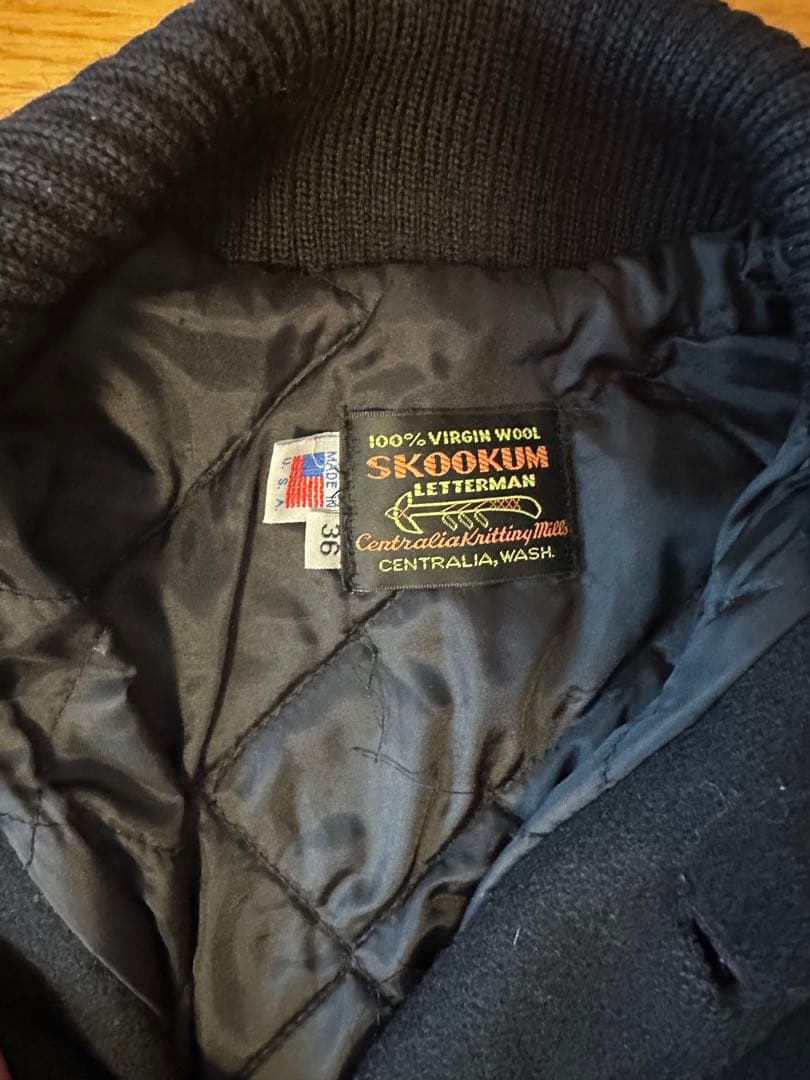 100% VIRGIN WOOL
SKOOKUM
LETTERMAN
Centralia Knitting Mills
CENTRALIA, WASH.
MADE IN
U.S.A.
36